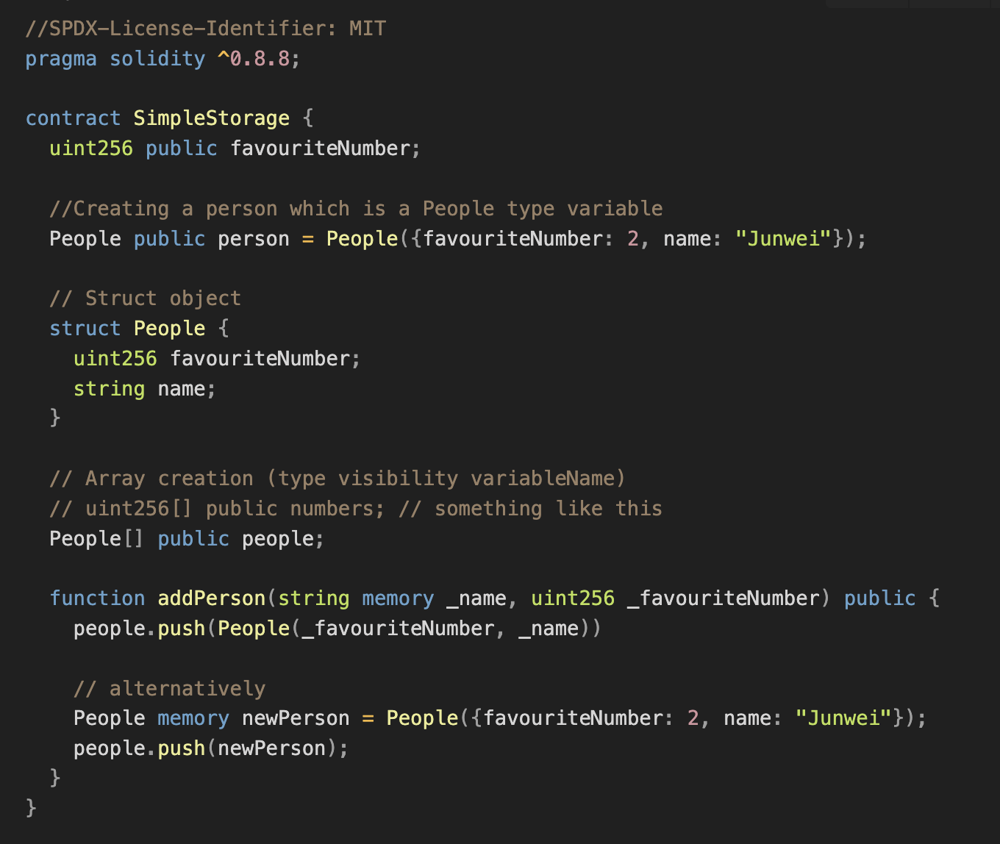 //SPDX-License-Identifier: MIT
pragma solidity ^0.8.8;

contract SimpleStorage {
  uint256 public favouriteNumber;

  //Creating a person which is a People type variable
  People public person = People({favouriteNumber: 2, name: "Junwei"});

  // Struct object
  struct People {
    uint256 favouriteNumber;
    string name;
  }

  // Array creation (type visibility variableName)
  // uint256[] public numbers; // something like this
  People[] public people;

  function addPerson(string memory _name, uint256 _favouriteNumber) public {
    people.push(People(_favouriteNumber, _name))

    // alternatively
    People memory newPerson = People({favouriteNumber: 2, name: "Junwei"});
    people.push(newPerson);
  }
}